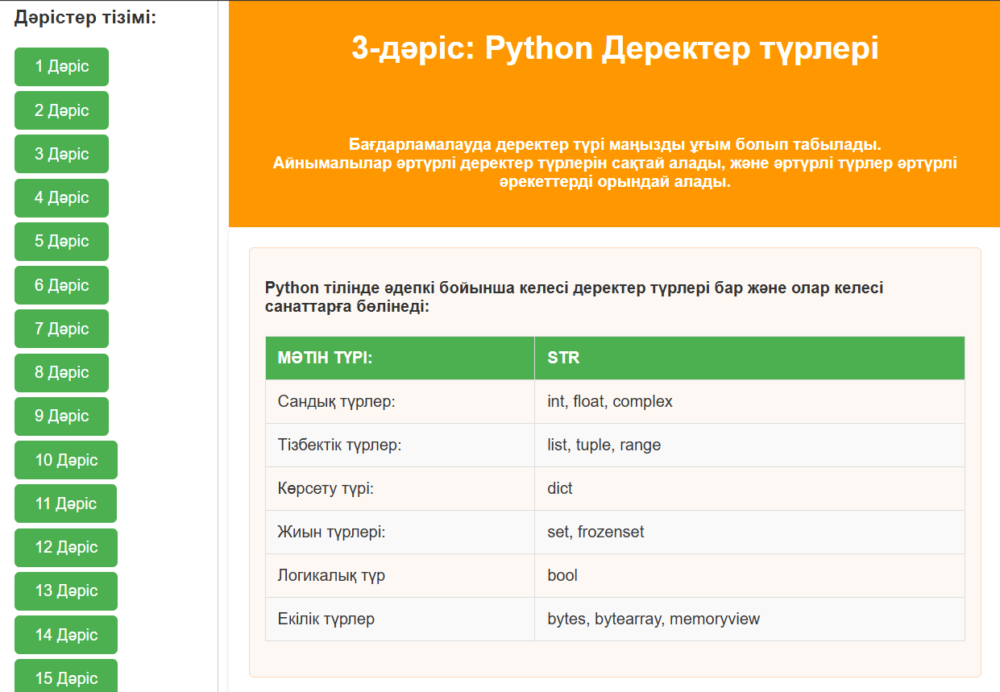 Дәрістер тізімі:
1 Дәріс
2 Дәріс
3 Дәріс
4 Дәріс
5 Дәріс
6 Дәріс
7 Дәріс
8 Дәріс
9 Дәріс
10 Дәріс
11 Дәріс
12 Дәріс
13 Дәріс
14 Дәріс
15 Дәріс
3-дәріс: Python Деректер түрлері
Бағдарламалауда деректер түрі маңызды ұғым болып табылады.
Айнымалылар әртүрлі деректер түрлерін сақтай алады, және әртүрлі түрлер әртүрлі
әрекеттерді орындай алады.
Python тілінде әдепкі бойынша келесі деректер түрлері бар және олар келесі
санаттарға бөлінеді:
МӘТІН ТҮРІ: STR
Сандық түрлер: int, float, complex
Тізбектік түрлер: list, tuple, range
Көрсету түрі: dict
Жиын түрлері: set, frozenset
Логикалық түр bool
Екілік түрлер bytes, bytearray, memoryview